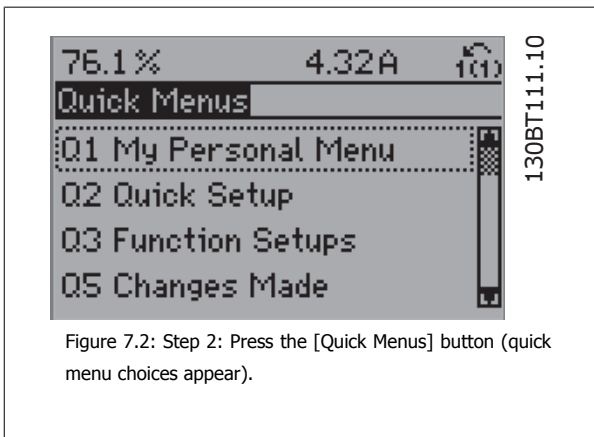 76.1% 4.32A 1(1)
Quick Menus
Q1 My Personal Menu
Q2 Quick Setup
Q3 Function Setups
Q5 Changes Made
130BT111.10
Figure 7.2: Step 2: Press the [Quick Menus] button (quick
menu choices appear).